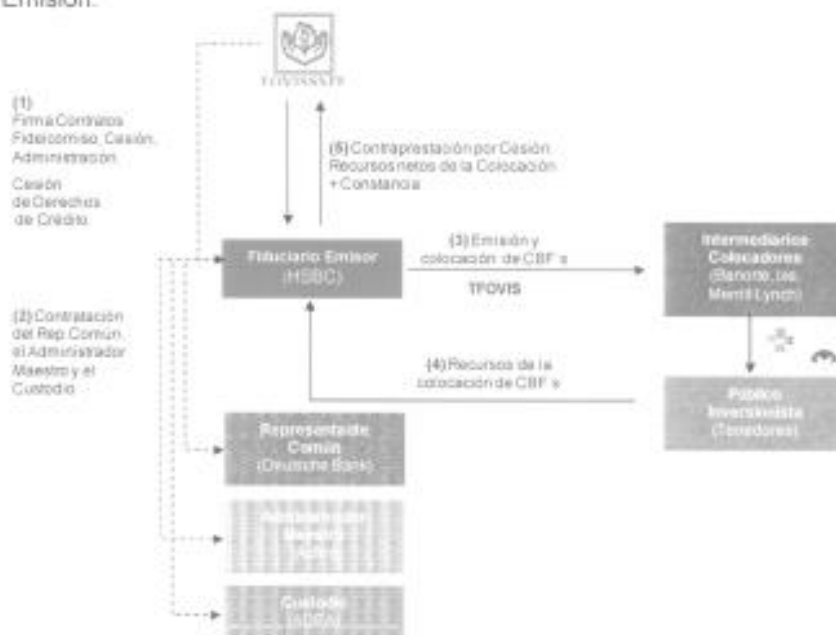 Emisión.
FOVISSSTE
(1)
Firma Contratos
Fideicomiso, Cesión,
Administración.
Cesión
de Derechos
de Crédito.
(5) Contraprestación por Cesión
Recursos netos de la Colocación
+ Constancia
Fiduciario Emisor
(HSBC)
(3) Emisión y
colocación de CBF´s
TFOVIS
Intermediarios
Colocadores
(Banorte, Ixe,
Merrill Lynch)
(2) Contratación
del Rep. Común,
el Administrador
Maestro y el
Custodio
(4) Recursos de la
colocación de CBF´s
Público
Inversionista
(Tenedores)
Representante
Común
(Deutsche Bank)
Maestro
Custodio